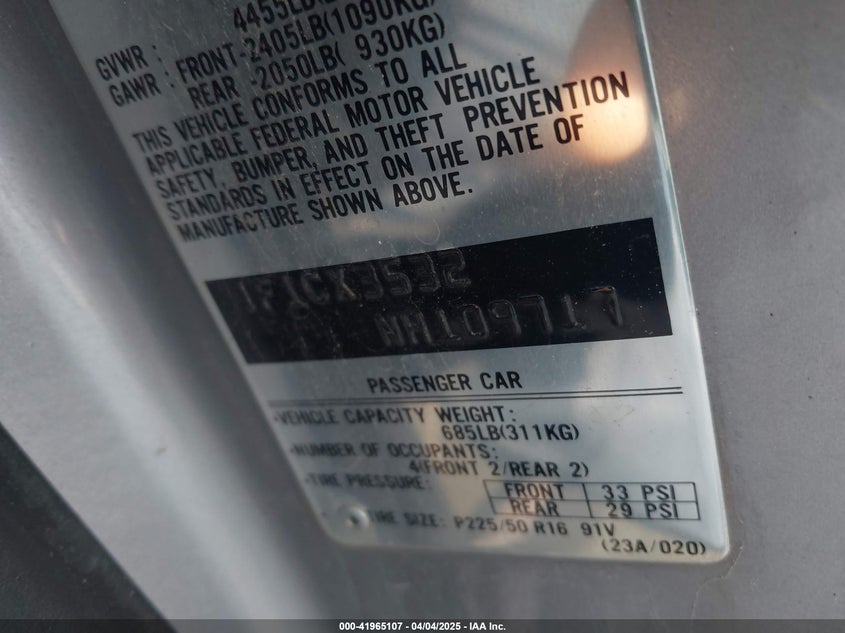 GVWR : 4455LB
GAWR : FRONT-2405LB(1090KG)
REAR -2050LB( 930KG)
THIS VEHICLE CONFORMS TO ALL
APPLICABLE FEDERAL MOTOR VEHICLE
SAFETY, BUMPER, AND THEFT PREVENTION
STANDARDS IN EFFECT ON THE DATE OF
MANUFACTURE SHOWN ABOVE.
NM109717
PASSENGER CAR
•VEHICLE CAPACITY WEIGHT:
685LB(311KG)
•NUMBER OF OCCUPANTS:
4(FRONT 2/REAR 2)
•TIRE PRESSURE: FRONT 33 PSI
REAR 29 PSI
TIRE SIZE: P225/50 R16 91V
(23A/020)
000-41965107 - 04/04/2025 - IAA Inc.